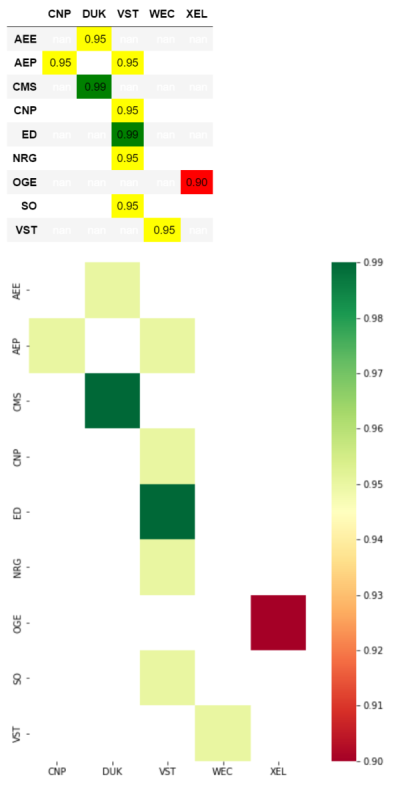 CNP DUK VST WEC XEL
AEE nan 0.95 nan nan nan
AEP 0.95 0.95
CMS nan 0.99 nan nan nan
CNP 0.95
ED nan nan 0.99 nan nan
NRG 0.95
OGE nan nan nan nan 0.90
SO 0.95
VST nan nan nan 0.95 nan
AEE
AEP
CMS
CNP
ED
NRG
OGE
SO
VST
CNP DUK VST WEC XEL
0.99
0.98
0.97
0.96
0.95
0.94
0.93
0.92
0.91
0.90